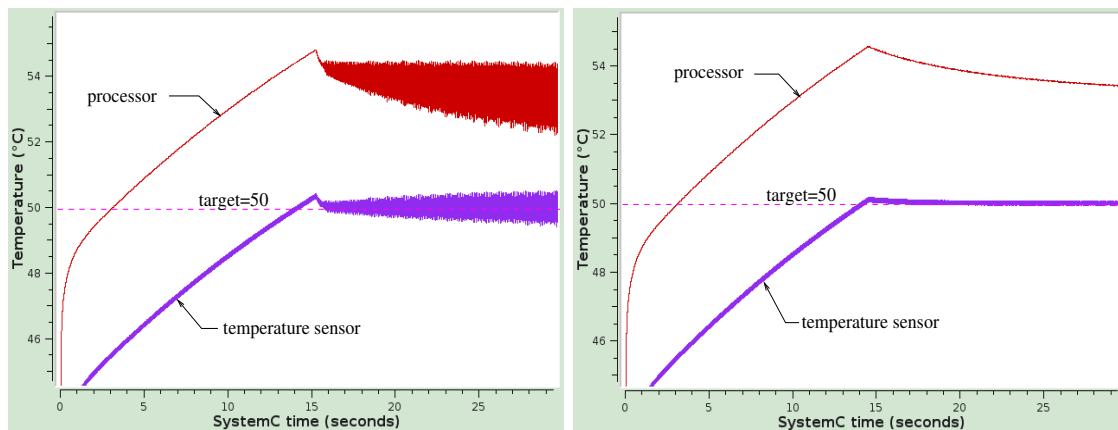 Temperature (°C)
54
52
50
48
46
processor
target=50
temperature sensor
0
5
10
15
20
25
SystemC time (seconds)
Temperature (°C)
54
52
50
48
46
processor
target=50
temperature sensor
0
5
10
15
20
25
SystemC time (seconds)